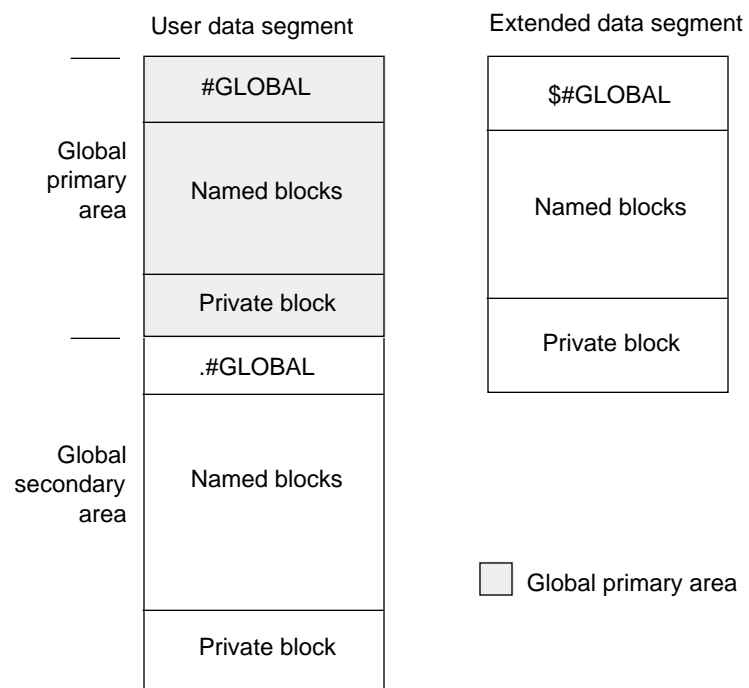 User data segment
Extended data segment
#GLOBAL
Global
primary
area
Named blocks
Private block
.#GLOBAL
Global
secondary
area
Named blocks
Private block
$#GLOBAL
Named blocks
Private block
Global primary area